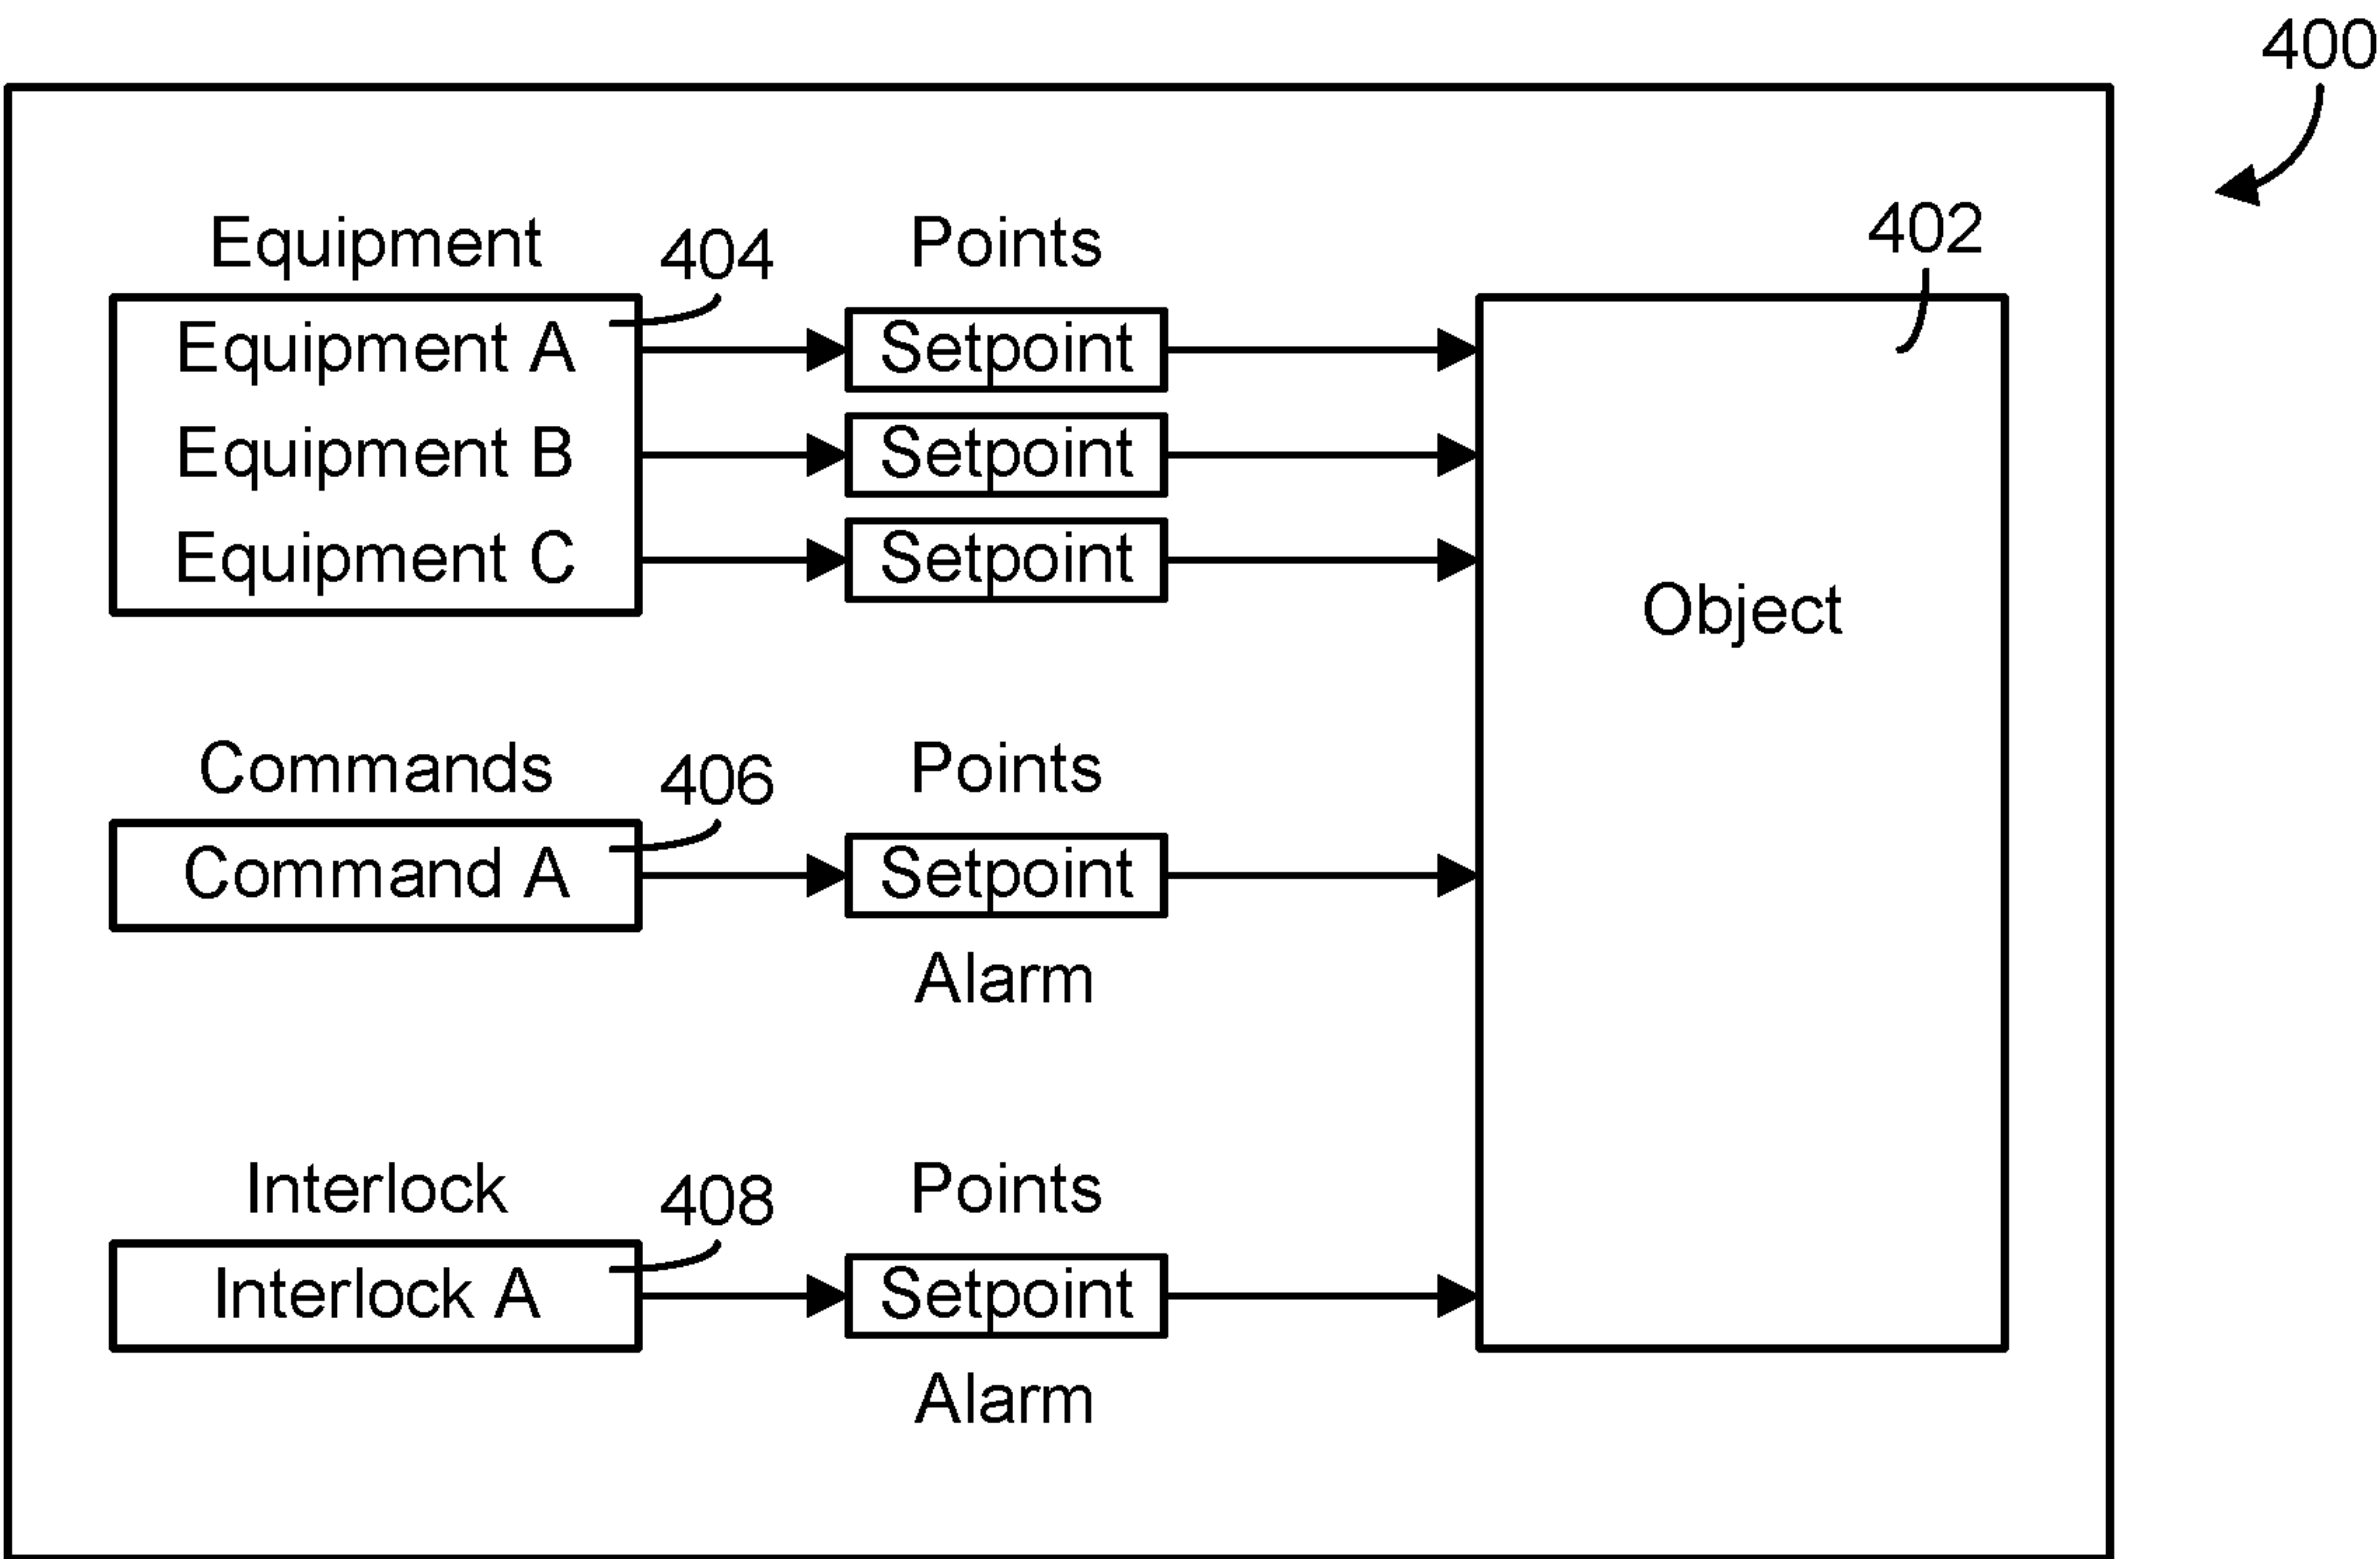 400
402
Equipment
404
Points
Equipment A
Setpoint
Equipment B
Setpoint
Equipment C
Setpoint
Object
Commands
406
Points
Command A
Setpoint
Alarm
Interlock
408
Points
Interlock A
Setpoint
Alarm